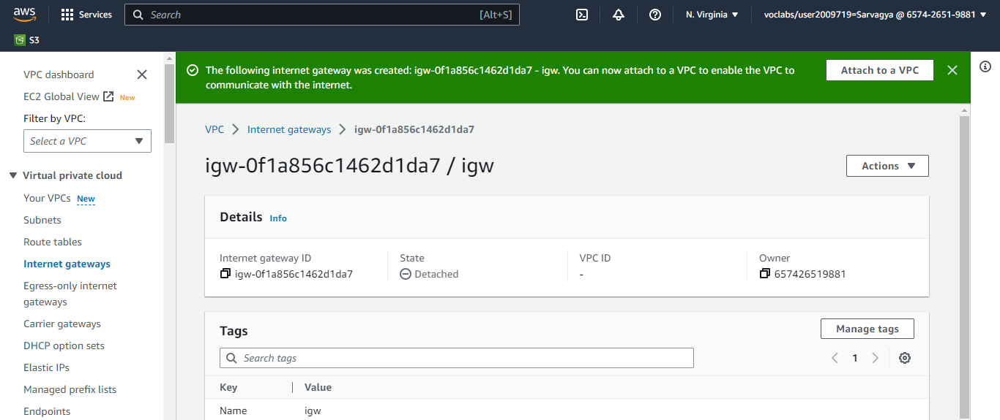 aws
Services
Search
[Alt+S]
N. Virginia
voclabs/user2009719=Sarvagya @ 6574-2651-9881
S3
VPC dashboard
EC2 Global View New
Filter by VPC:
Select a VPC
Virtual private cloud
Your VPCs New
Subnets
Route tables
Internet gateways
Egress-only internet
gateways
Carrier gateways
DHCP option sets
Elastic IPs
Managed prefix lists
Endpoints
The following internet gateway was created: igw-0f1a856c1462d1da7 - igw. You can now attach to a VPC to enable the VPC to
communicate with the internet.
Attach to a VPC
VPC
Internet gateways
igw-0f1a856c1462d1da7
igw-0f1a856c1462d1da7 / igw
Actions
Details Info
Internet gateway ID
igw-0f1a856c1462d1da7
State
Detached
VPC ID
-
Owner
657426519881
Tags
Manage tags
Search tags
1
Key Value
Name igw